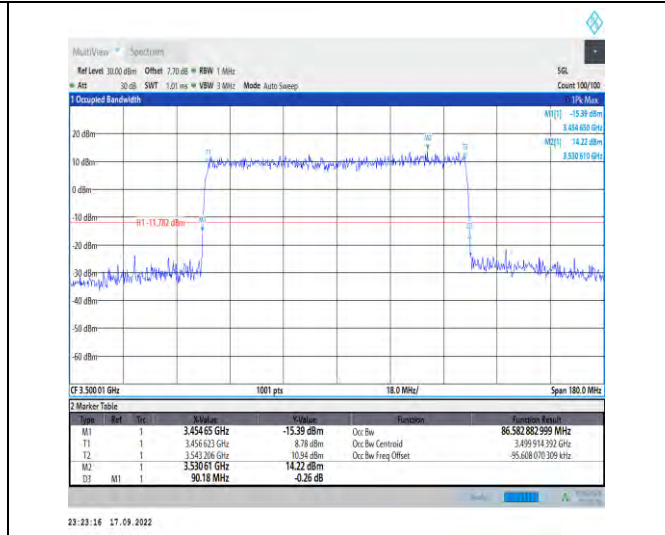 MultiView Spectrum
Ref Level 30.00 dBm Offset 7.70 dB RBW 1 MHz SGL
Att 30 dB SWT 1.01 ms VBW 3 MHz Mode Auto Sweep Count 100/100
1 Occupied Bandwidth 1Pk Max
M1[1] -15.39 dBm
3.454 650 GHz
20 dBm
M2[1] 14.22 dBm
3.530 610 GHz
M2
T1
10 dBm
0 dBm
-10 dBm
H1 -11.782 dBm
M1
D3
-20 dBm
-30 dBm
-40 dBm
-50 dBm
-60 dBm
CF 3.500 01 GHz 1001 pts 18.0 MHz/ Span 180.0 MHz
2 Marker Table
Type Ref Trc X-Value Y-Value Function Function Result
M1 1 3.454 65 GHz -15.39 dBm Occ Bw 86.582 882 999 MHz
T1 1 3.456 623 GHz 8.78 dBm Occ Bw Centroid 3.499 914 392 GHz
T2 1 3.543 206 GHz 10.94 dBm Occ Bw Freq Offset -95.608 070 309 kHz
M2 1 3.530 61 GHz 14.22 dBm
D3 M1 1 90.18 MHz -0.26 dB
Ready
23:23:16 17.09.2022